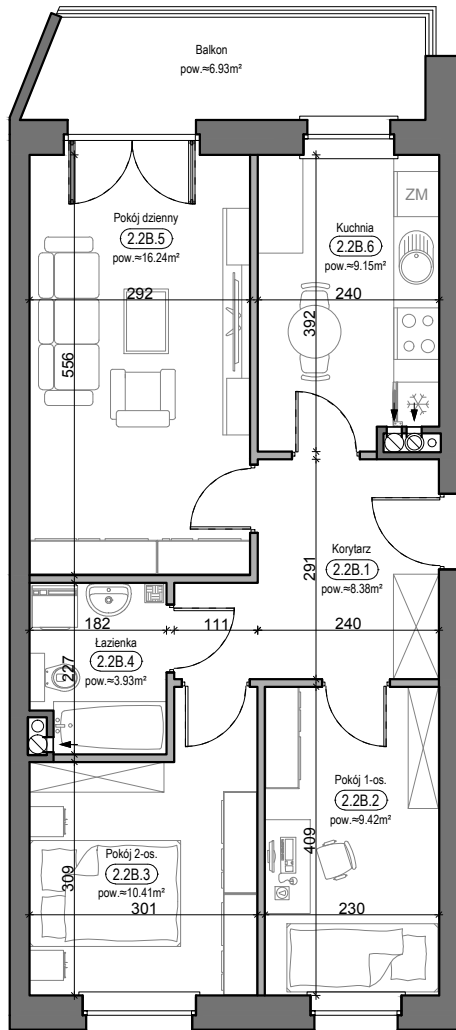 Balkon
pow.≈6.93m²
Pokój dzienny
2.2B.5
pow.≈16.24m²
292
556
Kuchnia
2.2B.6
pow.≈9.15m²
240
392
ZM
Korytarz
2.2B.1
pow.≈8.38m²
291
240
111
182
Łazienka
2.2B.4
pow.≈3.93m²
227
Pokój 1-os.
2.2B.2
pow.≈9.42m²
409
230
Pokój 2-os.
2.2B.3
pow.≈10.41m²
309
301